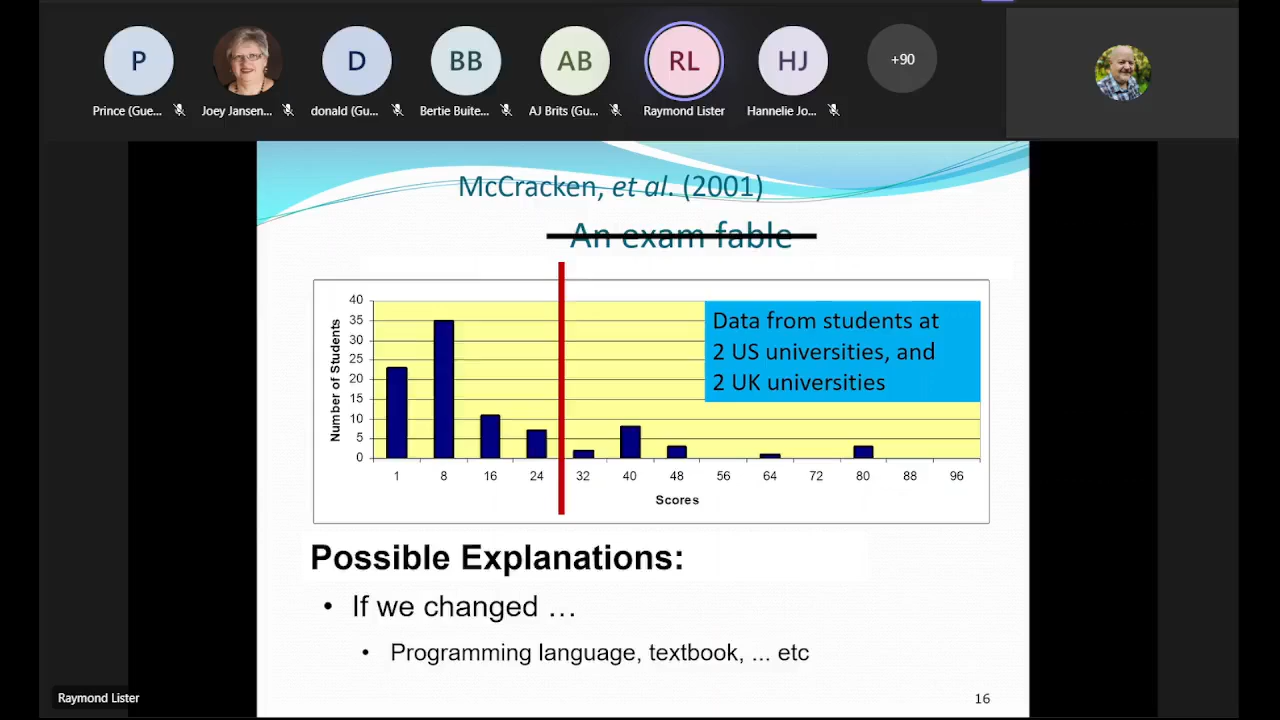 P
D
BB
AB
RL
HJ
+90
Prince (Gue...
Joey Jansen...
donald (Gu...
Bertie Buite...
AJ Brits (Gu...
Raymond Lister
Hannelie Jo...
McCracken, et al. (2001)
An exam fable
Number of Students
40
35
30
25
20
15
10
5
0
Data from students at
2 US universities, and
2 UK universities
1 8 16 24 32 40 48 56 64 72 80 88 96
Scores
Possible Explanations:
• If we changed …
• Programming language, textbook, ... etc
Raymond Lister
16